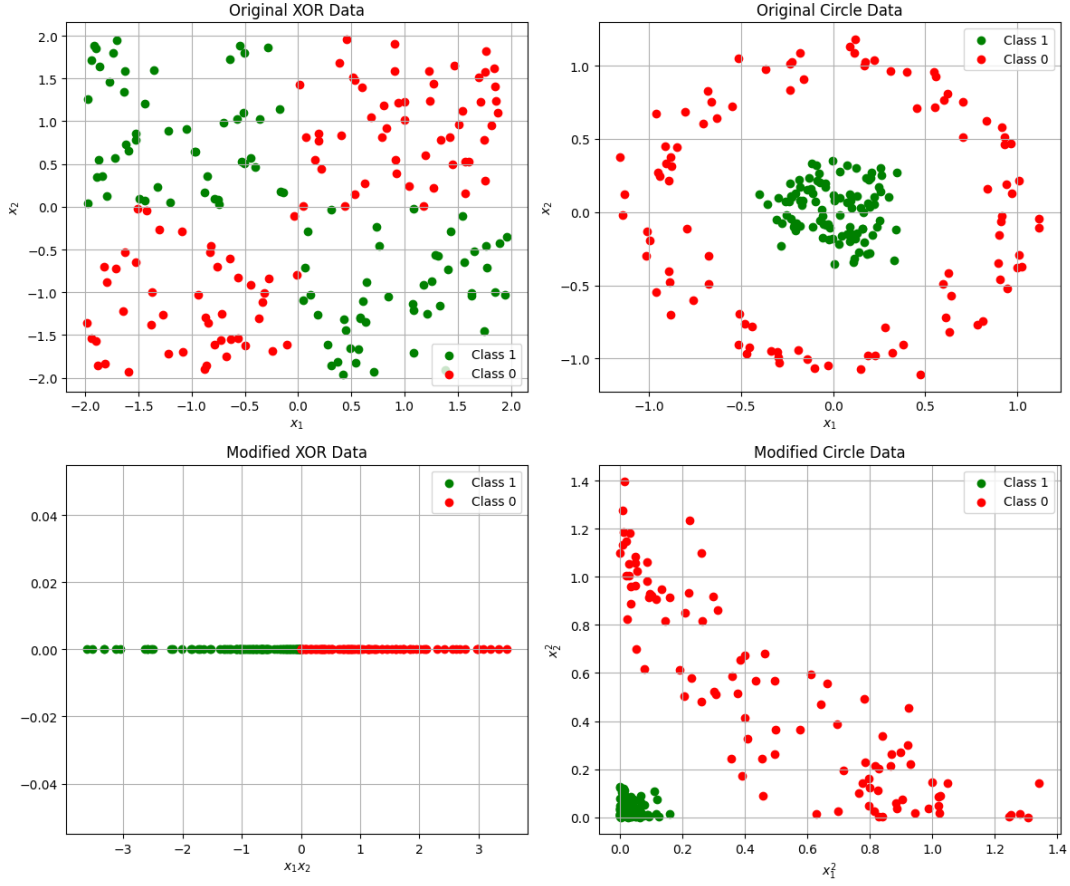 Original XOR Data
2.0
1.5
1.0
0.5
0.0
−0.5
−1.0
−1.5
−2.0
x₂
Class 1
Class 0
−2.0 −1.5 −1.0 −0.5 0.0 0.5 1.0 1.5 2.0
x₁
Original Circle Data
1.0
0.5
0.0
−0.5
−1.0
x₂
Class 1
Class 0
−1.0 −0.5 0.0 0.5 1.0
x₁
Modified XOR Data
0.04
0.02
0.00
−0.02
−0.04
Class 1
Class 0
−3 −2 −1 0 1 2 3
x₁x₂
Modified Circle Data
1.4
1.2
1.0
0.8
0.6
0.4
0.2
0.0
x₂²
Class 1
Class 0
0.0 0.2 0.4 0.6 0.8 1.0 1.2 1.4
x₁²